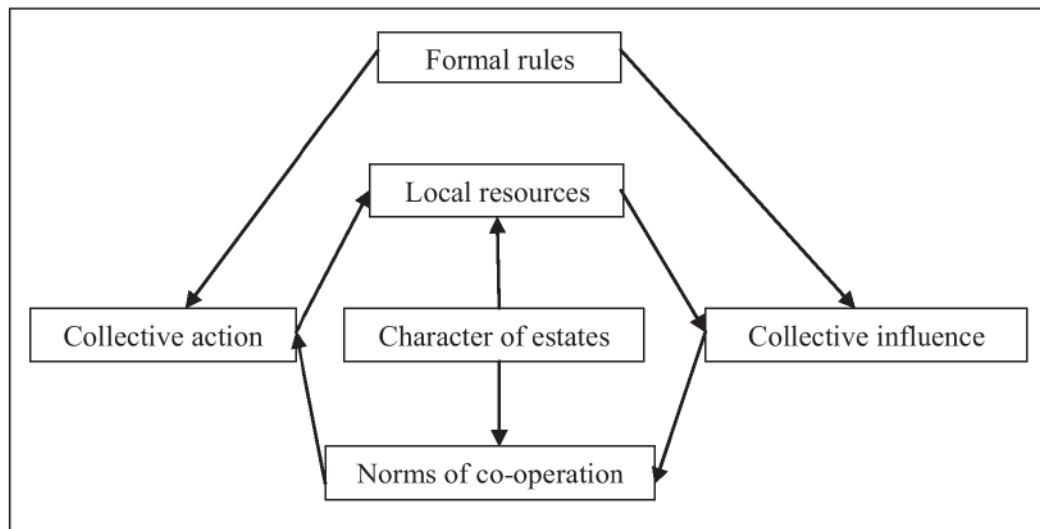 Formal rules
Local resources
Collective action
Character of estates
Collective influence
Norms of co-operation